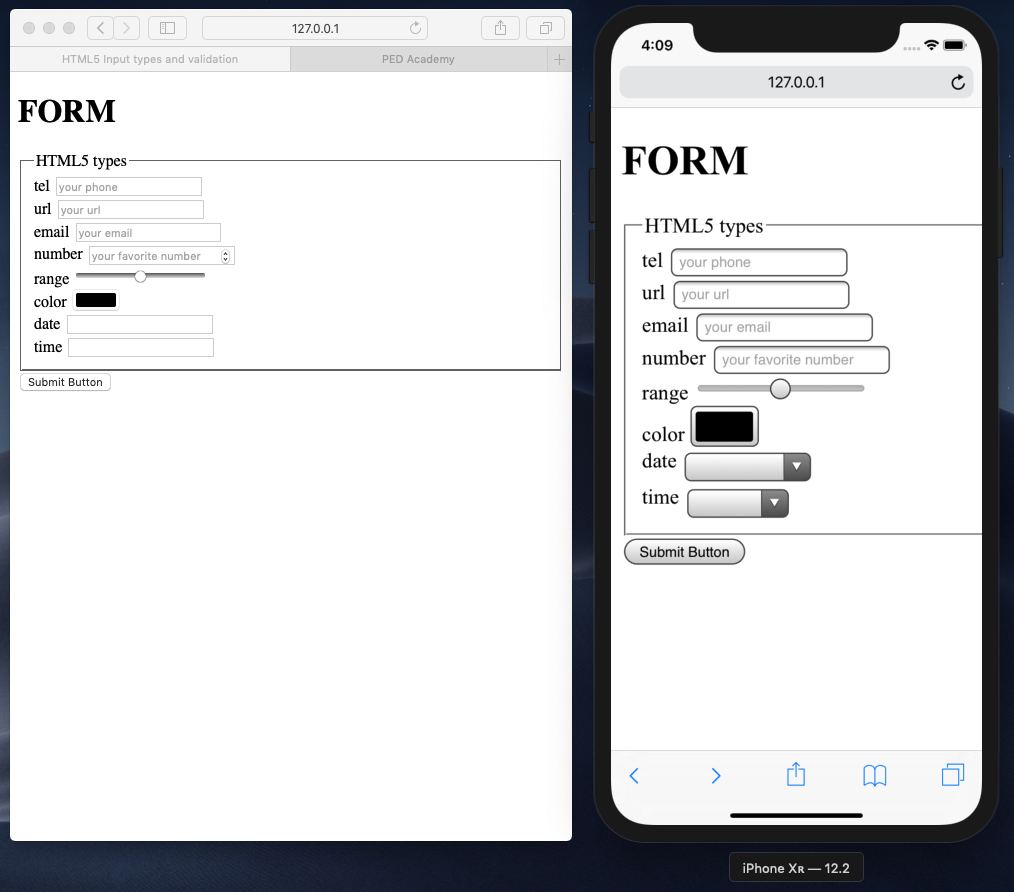 127.0.0.1
HTML5 Input types and validation
PED Academy
FORM
HTML5 types
tel your phone
url your url
email your email
number your favorite number
range
color
date
time
Submit Button
4:09
127.0.0.1
FORM
HTML5 types
tel your phone
url your url
email your email
number your favorite number
range
color
date
time
Submit Button
iPhone Xʀ — 12.2